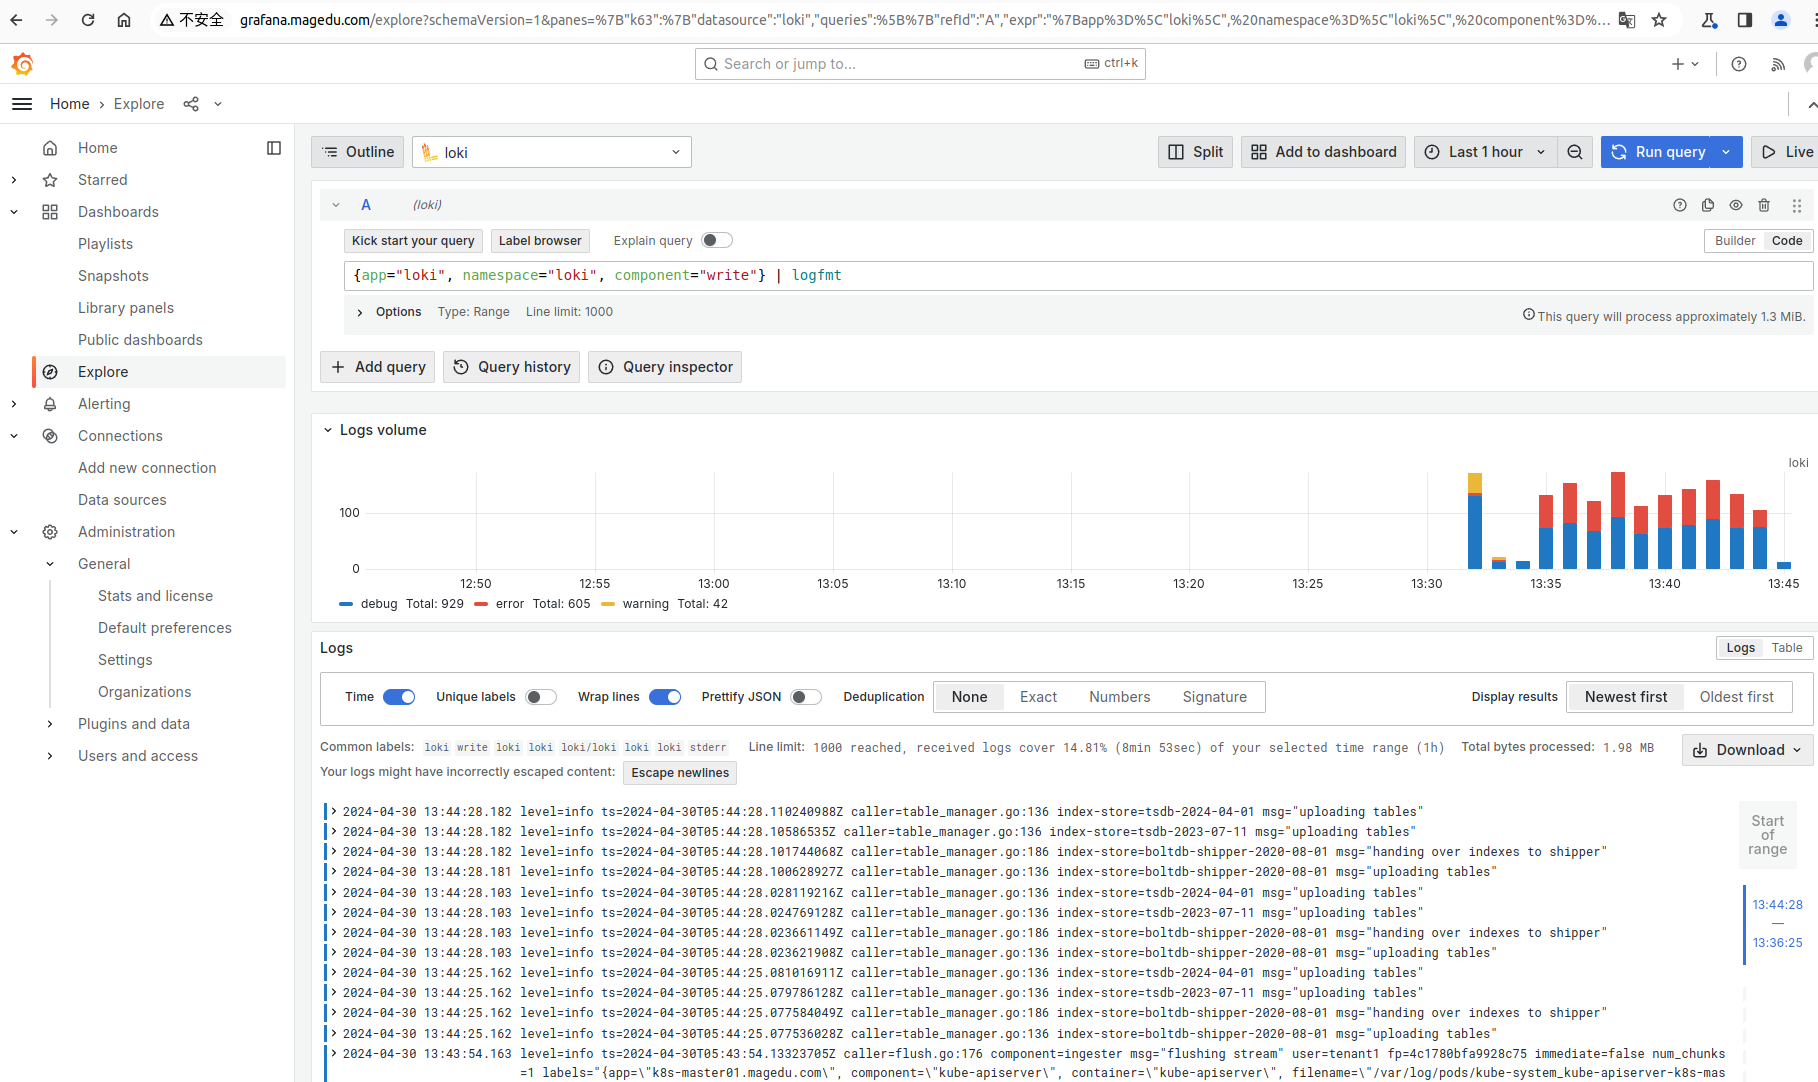 不安全 grafana.magedu.com/explore?schemaVersion=1&panes=%7B"k63":%7B"datasource":"loki","queries":%5B%7B"refId":"A","expr":"%7Bapp%3D%5C"loki%5C",%20namespace%3D%5C"loki%5C",%20component%3D%...
Search or jump to... ctrl+k
Home › Explore
Home
Starred
Dashboards
Playlists
Snapshots
Library panels
Public dashboards
Explore
Alerting
Connections
Add new connection
Data sources
Administration
General
Stats and license
Default preferences
Settings
Organizations
Plugins and data
Users and access
Outline loki Split Add to dashboard Last 1 hour Run query Live
A (loki)
Kick start your query Label browser Explain query Builder Code
{app="loki", namespace="loki", component="write"} | logfmt
Options Type: Range Line limit: 1000 This query will process approximately 1.3 MiB.
+ Add query Query history Query inspector
Logs volume
loki
100
0
12:50 12:55 13:00 13:05 13:10 13:15 13:20 13:25 13:30 13:35 13:40 13:45
debug Total: 929 error Total: 605 warning Total: 42
Logs Logs Table
Time Unique labels Wrap lines Prettify JSON Deduplication None Exact Numbers Signature Display results Newest first Oldest first
Common labels: loki write loki loki loki/loki loki loki stderr Line limit: 1000 reached, received logs cover 14.81% (8min 53sec) of your selected time range (1h) Total bytes processed: 1.98 MB Download
Your logs might have incorrectly escaped content: Escape newlines
2024-04-30 13:44:28.182 level=info ts=2024-04-30T05:44:28.110240988Z caller=table_manager.go:136 index-store=tsdb-2024-04-01 msg="uploading tables"
2024-04-30 13:44:28.182 level=info ts=2024-04-30T05:44:28.10586535Z caller=table_manager.go:136 index-store=tsdb-2023-07-11 msg="uploading tables"
2024-04-30 13:44:28.182 level=info ts=2024-04-30T05:44:28.101744068Z caller=table_manager.go:186 index-store=boltdb-shipper-2020-08-01 msg="handing over indexes to shipper"
2024-04-30 13:44:28.181 level=info ts=2024-04-30T05:44:28.100628927Z caller=table_manager.go:136 index-store=boltdb-shipper-2020-08-01 msg="uploading tables"
2024-04-30 13:44:28.103 level=info ts=2024-04-30T05:44:28.028119216Z caller=table_manager.go:136 index-store=tsdb-2024-04-01 msg="uploading tables"
2024-04-30 13:44:28.103 level=info ts=2024-04-30T05:44:28.024769128Z caller=table_manager.go:136 index-store=tsdb-2023-07-11 msg="uploading tables"
2024-04-30 13:44:28.103 level=info ts=2024-04-30T05:44:28.023661149Z caller=table_manager.go:186 index-store=boltdb-shipper-2020-08-01 msg="handing over indexes to shipper"
2024-04-30 13:44:28.103 level=info ts=2024-04-30T05:44:28.023621908Z caller=table_manager.go:136 index-store=boltdb-shipper-2020-08-01 msg="uploading tables"
2024-04-30 13:44:25.162 level=info ts=2024-04-30T05:44:25.081016911Z caller=table_manager.go:136 index-store=tsdb-2024-04-01 msg="uploading tables"
2024-04-30 13:44:25.162 level=info ts=2024-04-30T05:44:25.079786128Z caller=table_manager.go:136 index-store=tsdb-2023-07-11 msg="uploading tables"
2024-04-30 13:44:25.162 level=info ts=2024-04-30T05:44:25.077584049Z caller=table_manager.go:186 index-store=boltdb-shipper-2020-08-01 msg="handing over indexes to shipper"
2024-04-30 13:44:25.162 level=info ts=2024-04-30T05:44:25.077536028Z caller=table_manager.go:136 index-store=boltdb-shipper-2020-08-01 msg="uploading tables"
2024-04-30 13:43:54.163 level=info ts=2024-04-30T05:43:54.13323705Z caller=flush.go:176 component=ingester msg="flushing stream" user=tenant1 fp=4c1780bfa9928c75 immediate=false num_chunks
=1 labels="{app=\"k8s-master01.magedu.com\", component=\"kube-apiserver\", container=\"kube-apiserver\", filename=\"/var/log/pods/kube-system_kube-apiserver-k8s-mas
Start
of
range
13:44:28
—
13:36:25